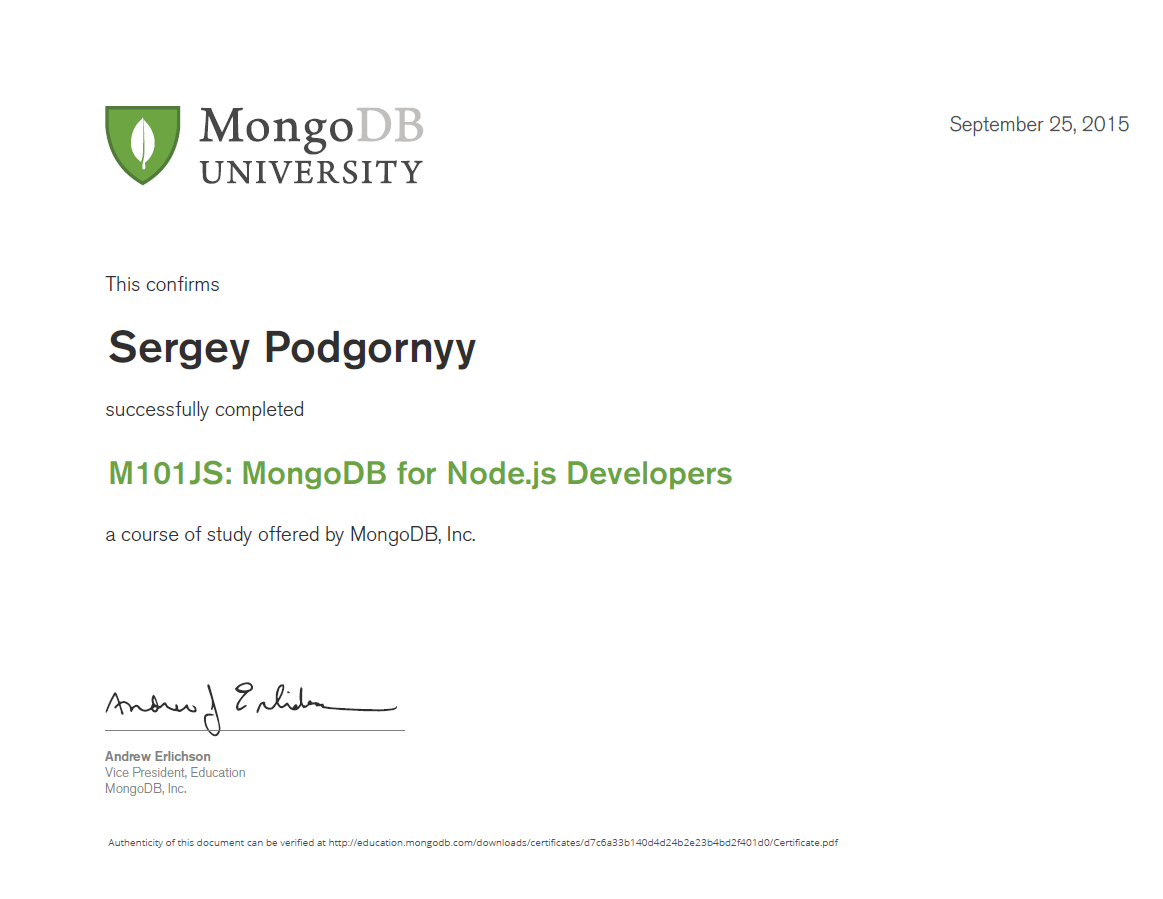 MongoDB
UNIVERSITY
September 25, 2015
This confirms
Sergey Podgornyy
successfully completed
M101JS: MongoDB for Node.js Developers
a course of study offered by MongoDB, Inc.
Andrew J Erlichson
Andrew Erlichson
Vice President, Education
MongoDB, Inc.
Authenticity of this document can be verified at http://education.mongodb.com/downloads/certificates/d7c6a33b140d4d24b2e23b4bd2f401d0/Certificate.pdf